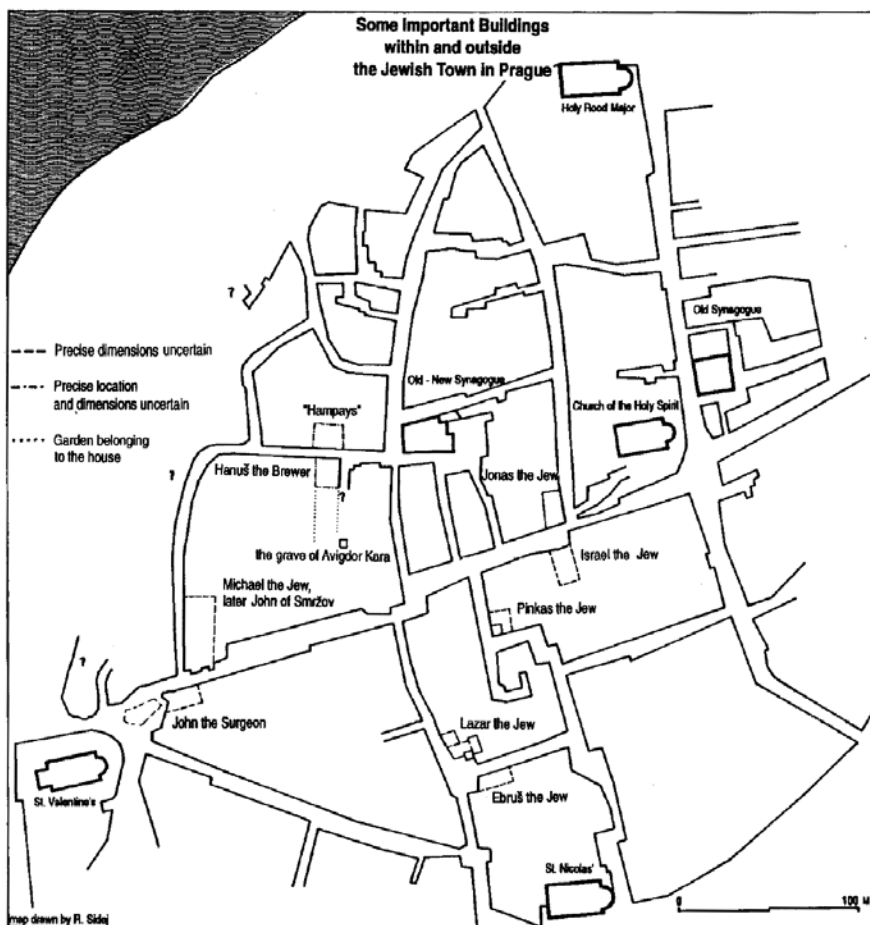 Some Important Buildings
within and outside
the Jewish Town in Prague
Holy Rood Major
?
Old Synagogue
Precise dimensions uncertain
Precise location
and dimensions uncertain
Garden belonging
to the house
Old - New Synagogue
"Hampays"
Church of the Holy Spirit
Hanuš the Brewer
?
?
Jonas the Jew
the grave of Avigdor Kara
Israel the Jew
Michael the Jew,
later John of Smržov
Pinkas the Jew
?
John the Surgeon
Lazar the Jew
St. Valentine's
Ebruš the Jew
St. Nicolas'
0
100 M
map drawn by R. Sidej